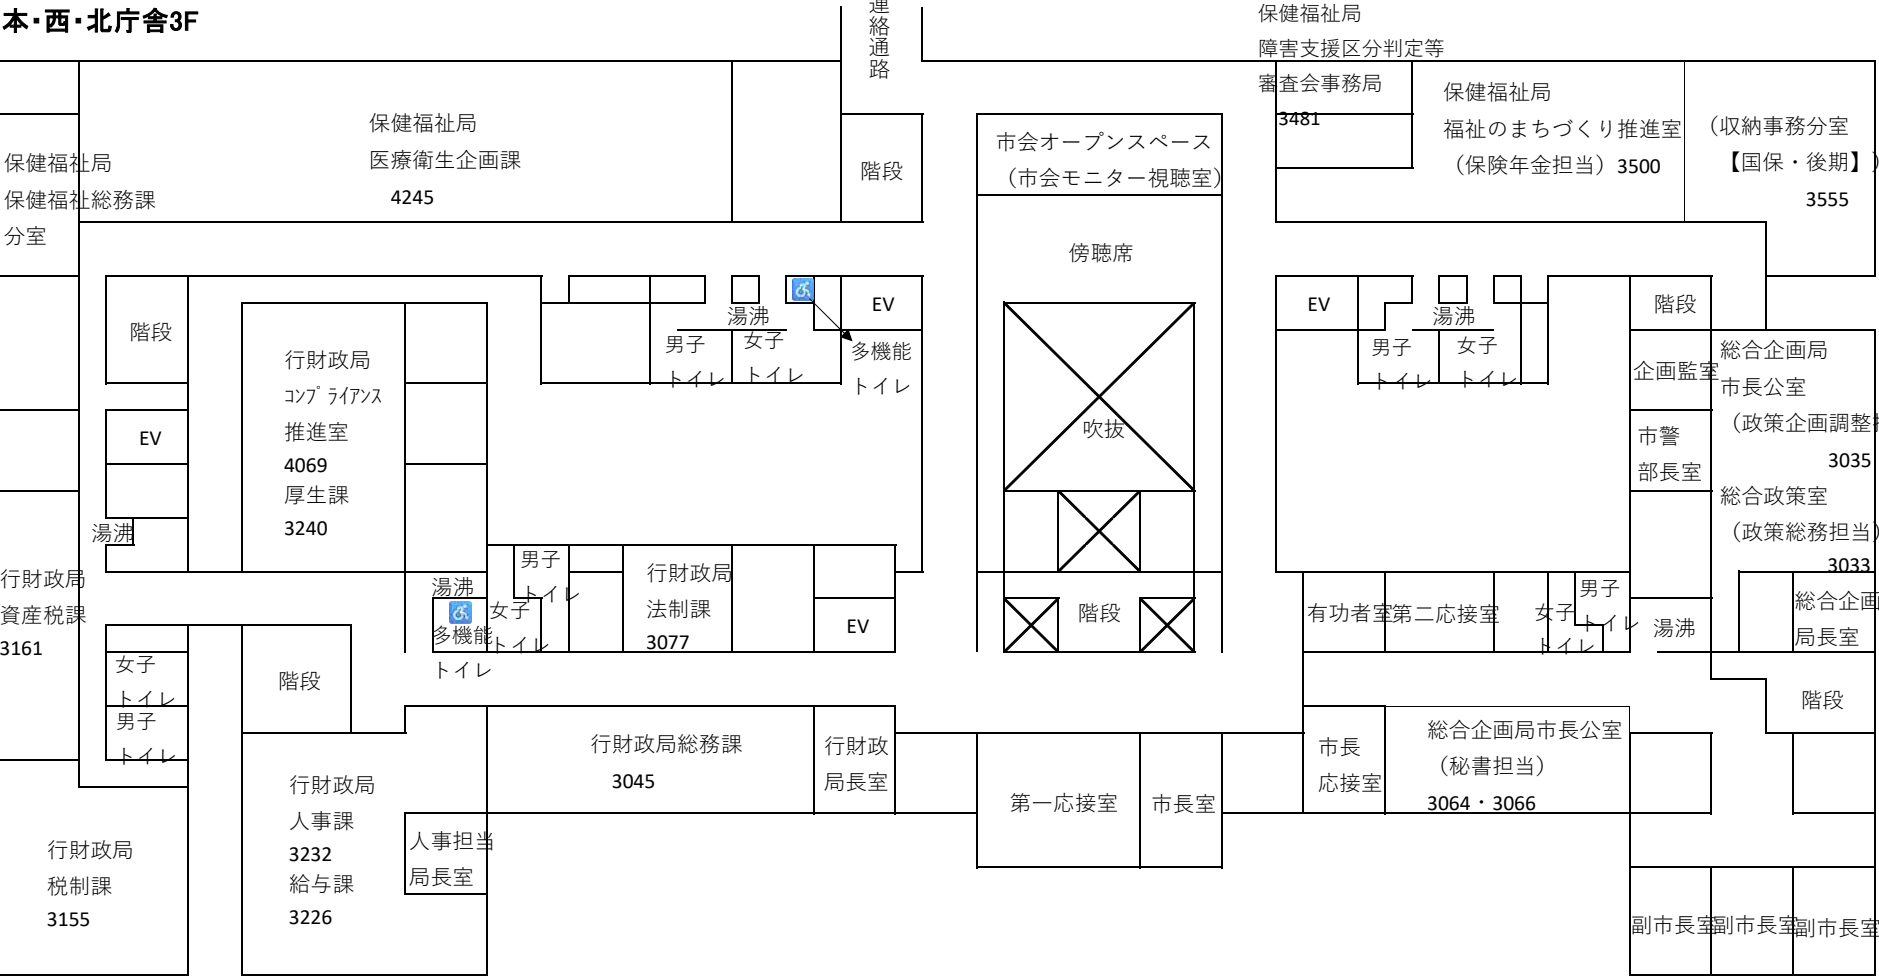 本・西・北庁舎3F
連絡通路
保健福祉局
障害支援区分判定等
審査会事務局
3481
保健福祉局
医療衛生企画課
4245
階段
市会オープンスペース
（市会モニター視聴室）
保健福祉局
福祉のまちづくり推進室
（保険年金担当）3500
（収納事務分室
【国保・後期】）
3555
保健福祉局
保健福祉総務課
分室
傍聴席
階段
行財政局
ｺﾝﾌﾟﾗｲｱﾝｽ
推進室
4069
厚生課
3240
湯沸
男子
トイレ
女子
トイレ
EV
多機能
トイレ
吹抜
EV
湯沸
男子
トイレ
女子
トイレ
階段
企画監室
市警
部長室
総合企画局
市長公室
（政策企画調整
3035
総合政策室
（政策総務担当）
3033
EV
湯沸
行財政局
資産税課
3161
湯沸
多機能
トイレ
男子
トイレ
女子
トイレ
行財政局
法制課
3077
EV
階段
有功者室
第二応接室
男子
トイレ
女子
トイレ
湯沸
総合企画
局長室
女子
トイレ
男子
トイレ
階段
階段
行財政局総務課
3045
行財政
局長室
第一応接室
市長室
市長
応接室
総合企画局市長公室
（秘書担当）
3064・3066
行財政局
税制課
3155
行財政局
人事課
3232
給与課
3226
人事担当
局長室
副市長室
副市長室
副市長室